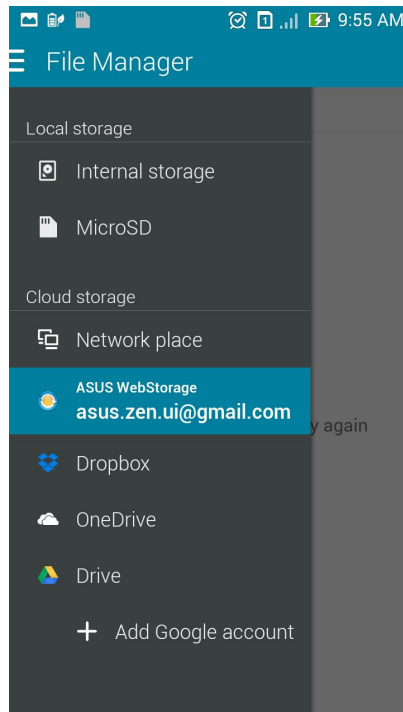 1
9:55 AM
File Manager
Local storage
Internal storage
MicroSD
Cloud storage
Network place
ASUS WebStorage
asus.zen.ui@gmail.com
y again
Dropbox
OneDrive
Drive
Add Google account